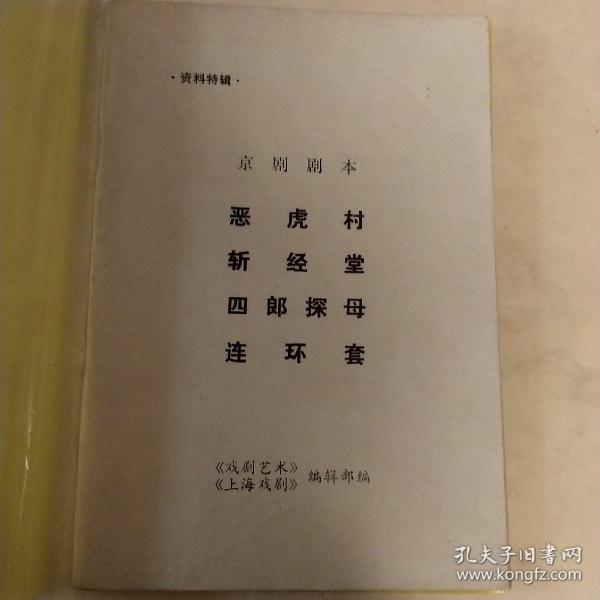 ·资料特辑·
京剧剧本
恶虎村
斩经堂
四郎探母
连环套
《戏剧艺术》
《上海戏剧》 编辑部编
孔夫子旧書网
www.kongfz.com